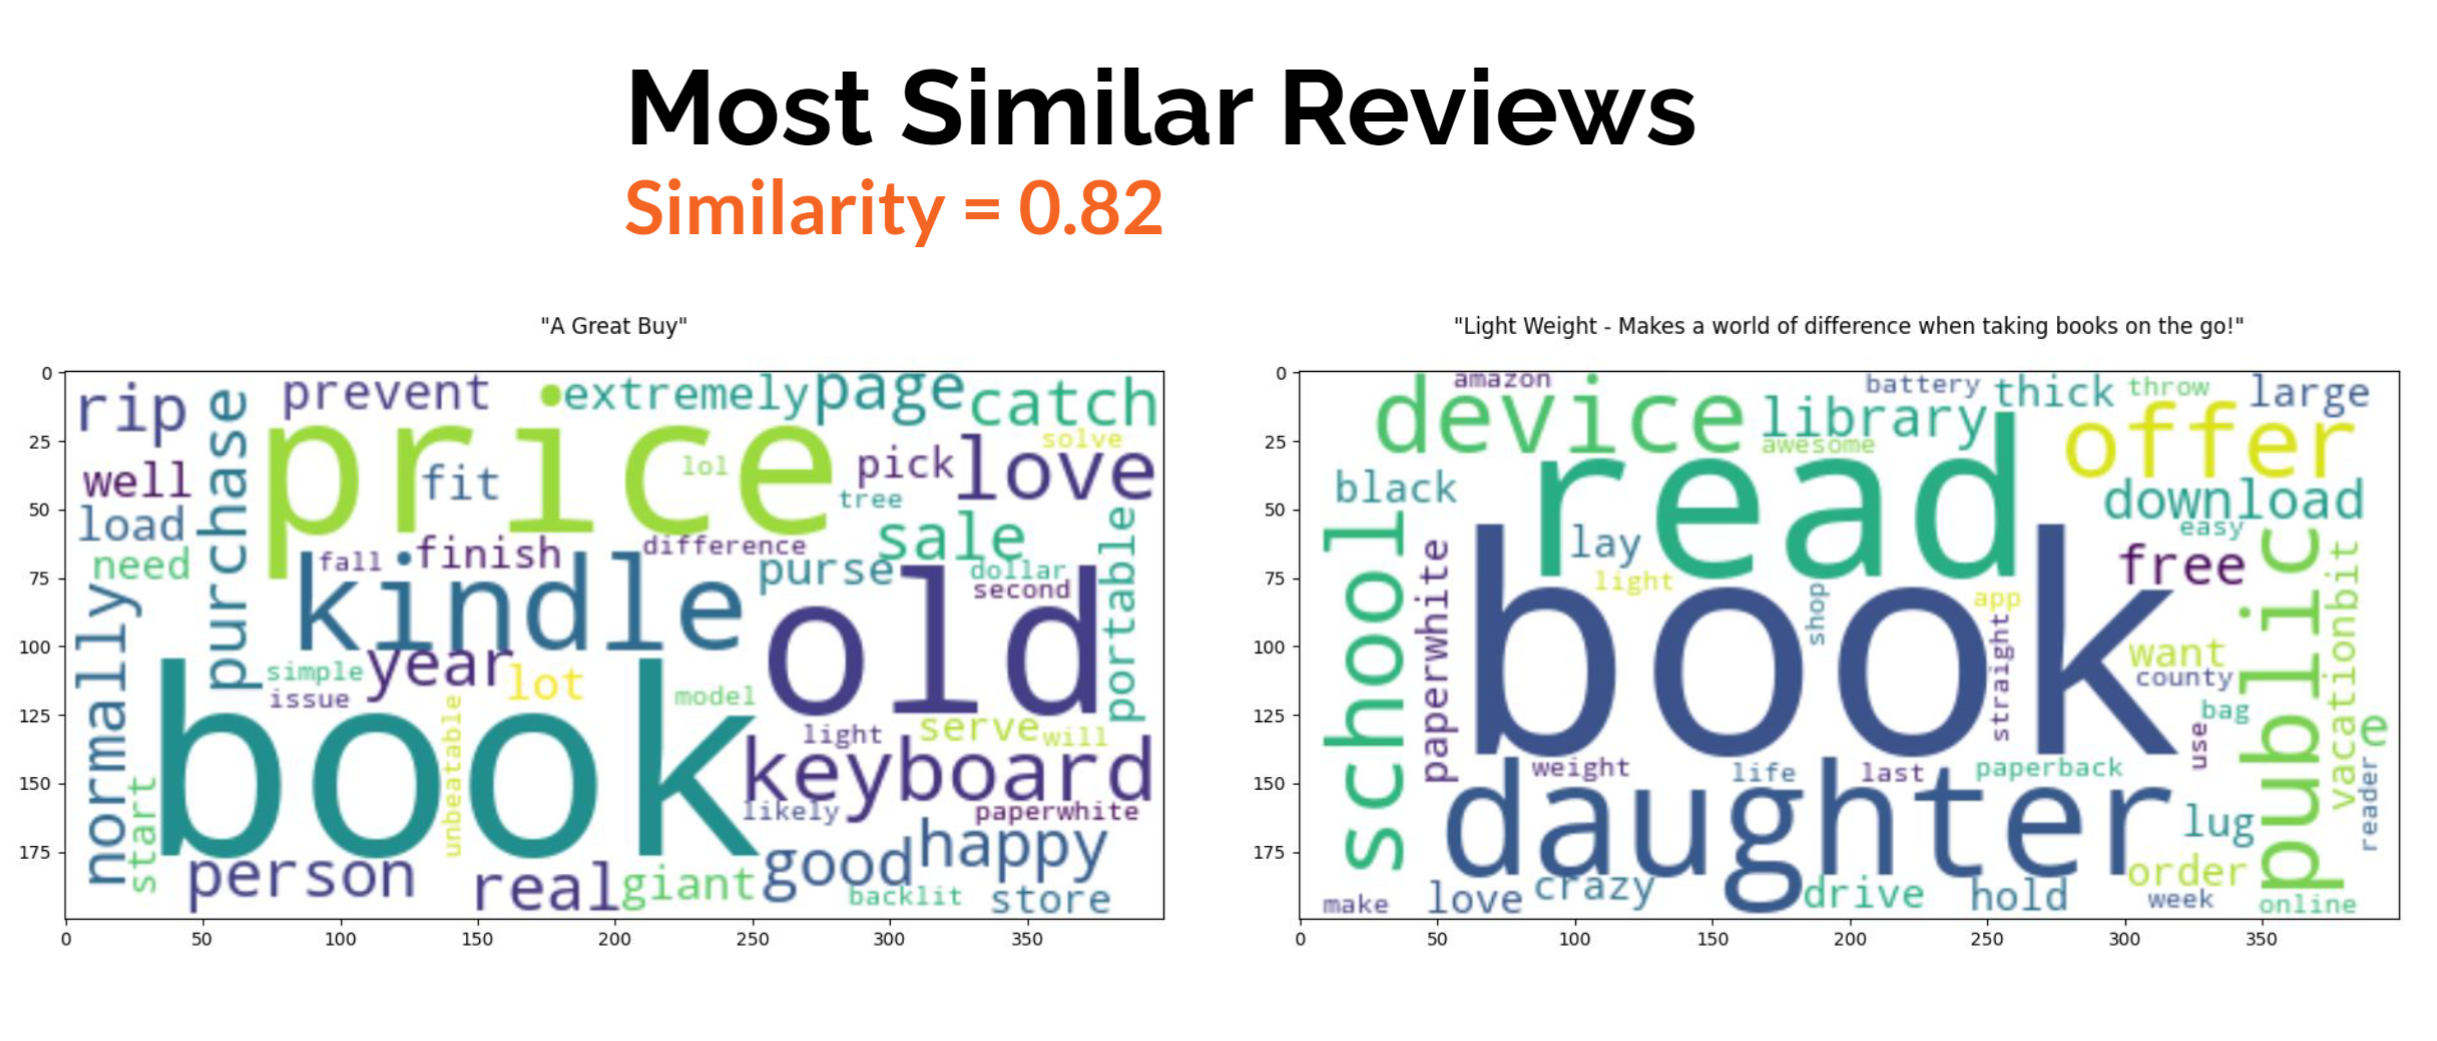 Most Similar Reviews
Similarity = 0.82
"A Great Buy"
rip
prevent
extremely
page
catch
purchase
price
solve
well
fit
lol
pick
love
tree
load
sale
portable
need
fall
finish
difference
purse
dollar
second
normally
kindle
old
simple
year
lot
issue
model
book
unbeatable
light
serve
will
keyboard
start
likely
paperwhite
person
real
giant
good
happy
backlit
store
0
25
50
75
100
125
150
175
0 50 100 150 200 250 300 350
"Light Weight - Makes a world of difference when taking books on the go!"
amazon
device
battery
thick
throw
large
library
awesome
offer
read
black
download
easy
school
paperwhite
lay
free
public
light
shop
app
vacation
bit
book
straight
want
county
bag
use
e
weight
life
last
paperback
reader
daughter
lug
order
make
love
crazy
drive
hold
week
online
0
25
50
75
100
125
150
175
0 50 100 150 200 250 300 350